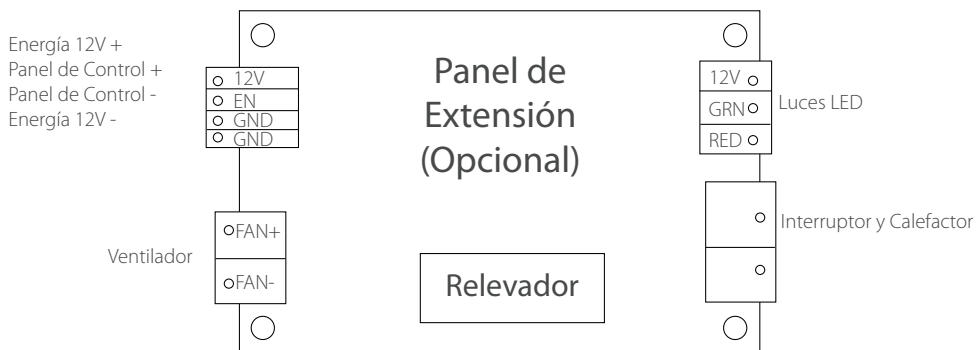 Energía 12V +
Panel de Control +
Panel de Control -
Energía 12V -
12V
EN
GND
GND
Panel de
Extensión
(Opcional)
12V
GRN
RED
Luces LED
Ventilador
FAN+
FAN-
Interruptor y Calefactor
Relevador